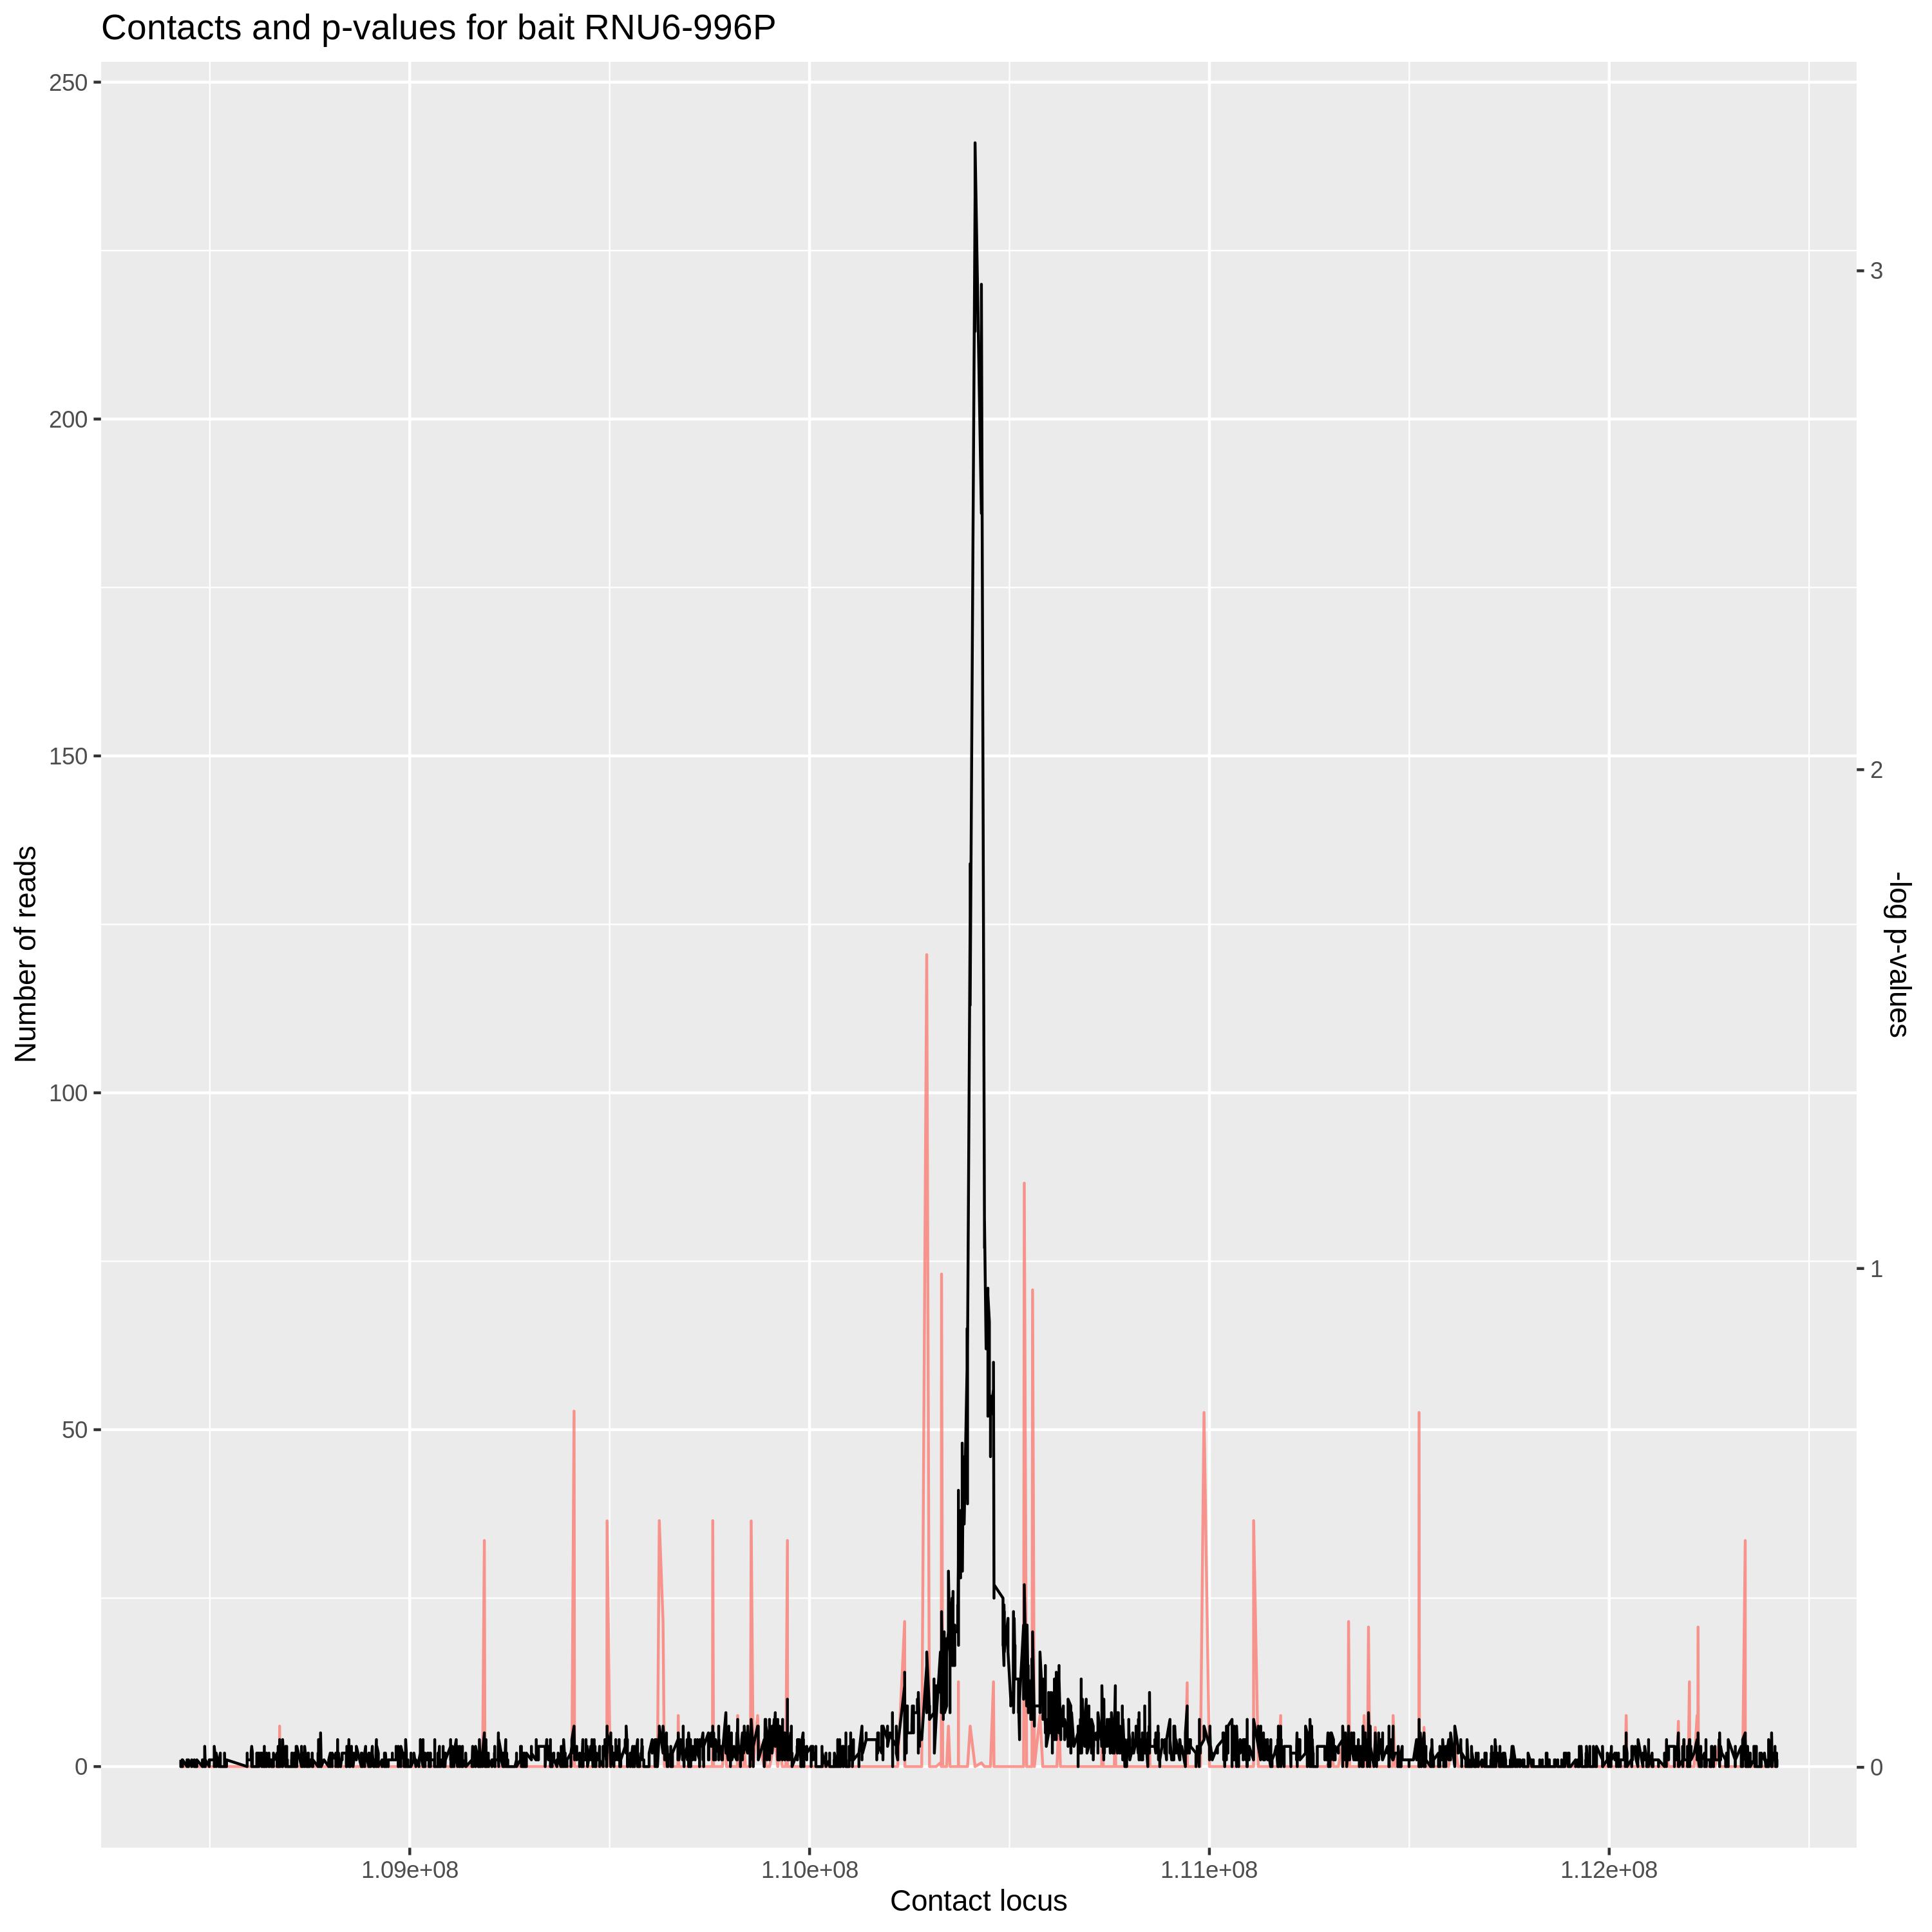 Contacts and p-values for bait RNU6-996P
250
200
150
100
50
0
Number of reads
3
2
1
0
-log p-values
1.09e+08 1.10e+08 1.11e+08 1.12e+08
Contact locus